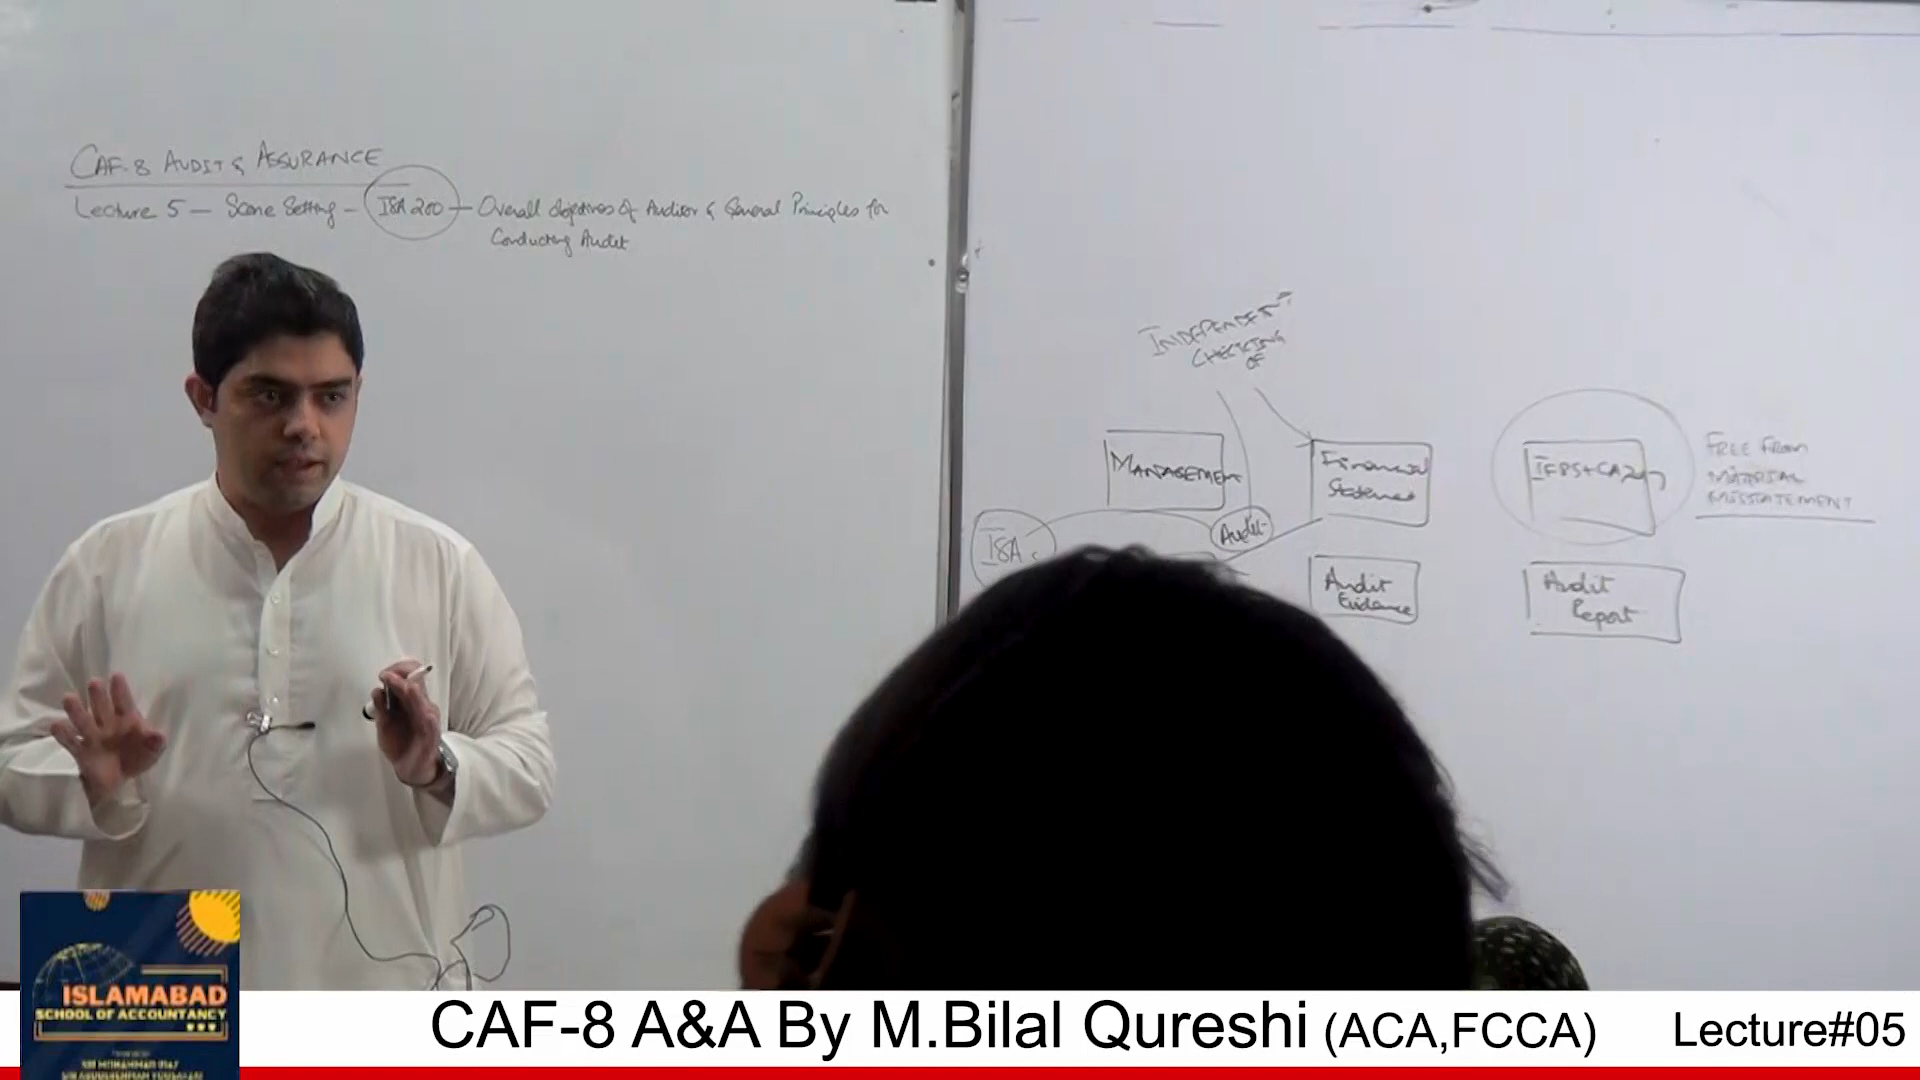 CAF-8 AUDIT & ASSURANCE
Lecture 5 — Scene Setting - ISA 200 — Overall objectives of Auditor & General Principles for
Conducting Audit
INDEPENDENT
CHECKING
OF
MANAGEMENT
Financial
Statement
IFRS+CA2017
FREE FROM
MATERIAL
MISSTATEMENT
ISA
Audit
Audit
Evidence
Audit
Report
ISLAMABAD
SCHOOL OF ACCOUNTANCY
CAF-8 A&A By M.Bilal Qureshi (ACA,FCCA)
Lecture#05